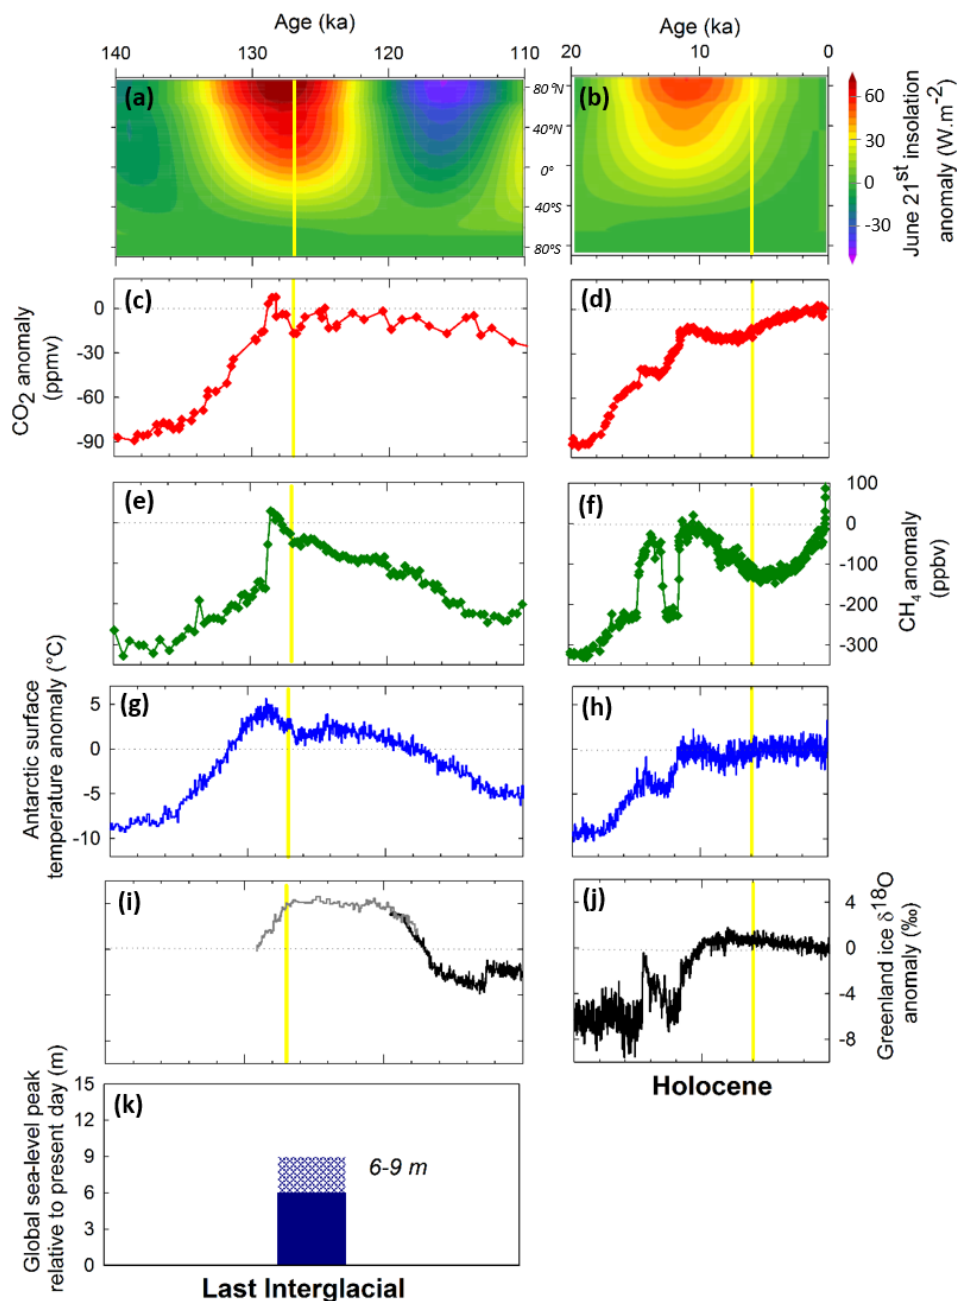 Age (ka)
Age (ka)
140 130 120 110
20 10 0
(a)
80°N
40°N
0°
40°S
80°S
(b)
60
30
0
-30
June 21st insolation
anomaly (W.m-2)
CO2 anomaly
(ppmv)
0
-30
-60
-90
(c)
(d)
(e)
(f)
100
0
-100
-200
-300
CH4 anomaly
(ppbv)
Antarctic surface
temperature anomaly (°C)
5
0
-5
-10
(g)
(h)
(i)
(j)
4
0
-4
-8
Greenland ice δ18O
anomaly (‰)
Holocene
Global sea-level peak
relative to present day (m)
15
12
9
6
3
0
(k)
6-9 m
Last Interglacial